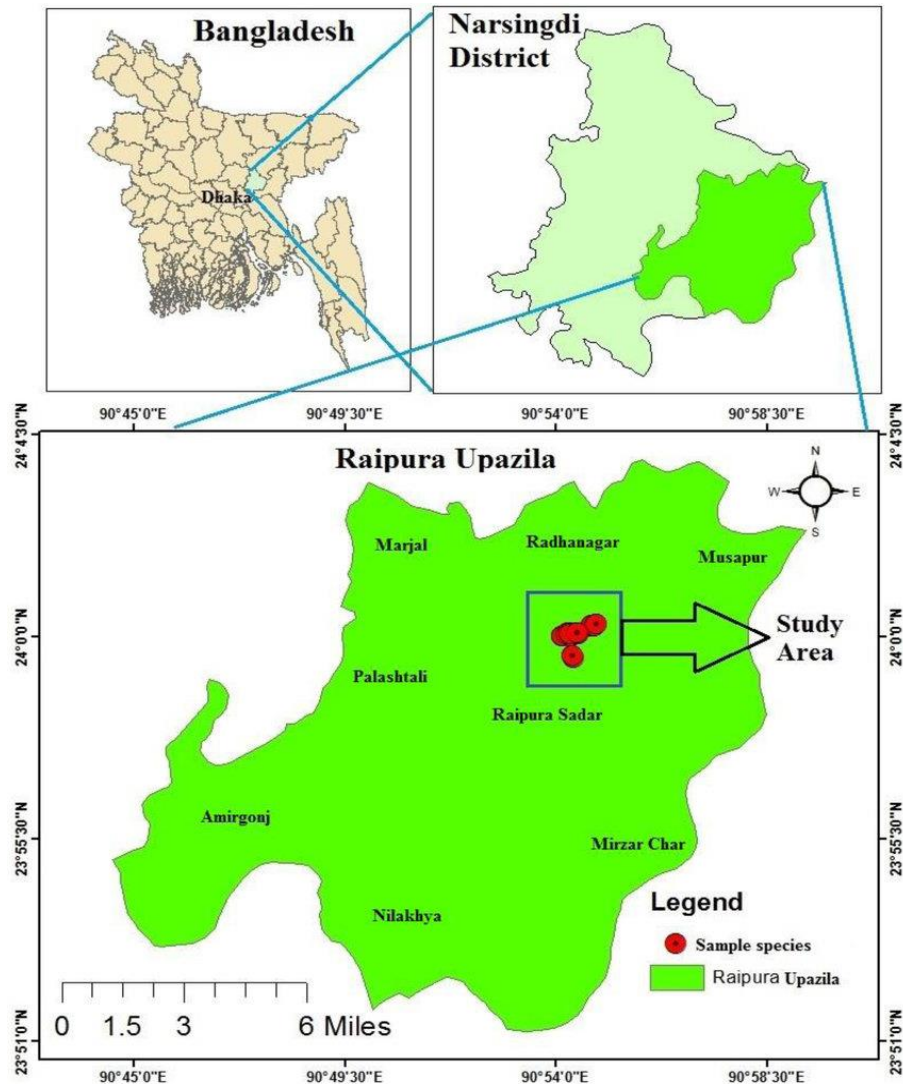 Bangladesh
Dhaka
Narsingdi
District
90°45'0"E 90°49'30"E 90°54'0"E 90°58'30"E
24°4'30"N
24°0'0"N
23°55'30"N
23°51'0"N
Raipura Upazila
N
W E
S
Marjal
Radhanagar
Musapur
Study
Area
Palashtali
Raipura Sadar
Amirgonj
Mirzar Char
Nilakhya
Legend
Sample species
Raipura Upazila
0 1.5 3 6 Miles
24°4'30"N
24°0'0"N
23°55'30"N
23°51'0"N
90°45'0"E 90°49'30"E 90°54'0"E 90°58'30"E